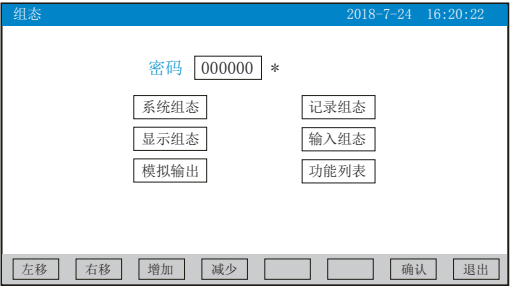 组态 2018-7-24 16:20:22
密码 000000 *
系统组态 记录组态
显示组态 输入组态
模拟输出 功能列表
左移 右移 增加 减少 确认 退出